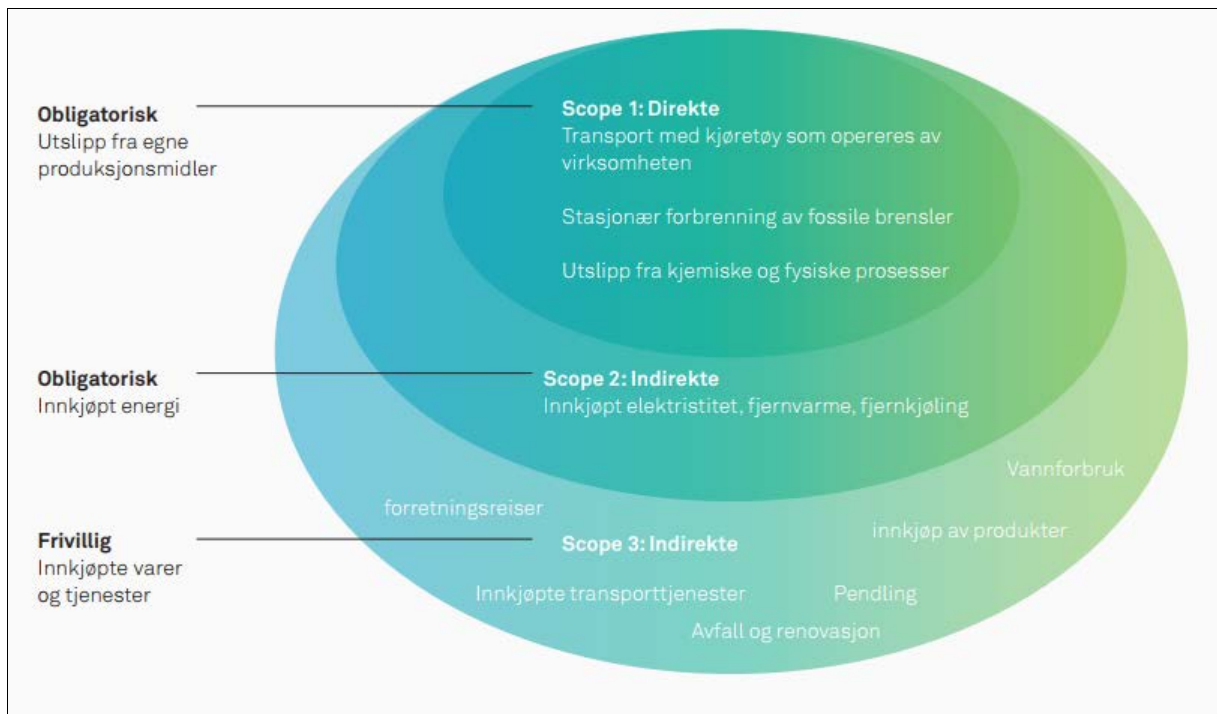 Obligatorisk
Utslipp fra egne
produksjonsmidler
Scope 1: Direkte
Transport med kjøretøy som opereres av
virksomheten
Stasjonær forbrenning av fossile brensler
Utslipp fra kjemiske og fysiske prosesser
Obligatorisk
Innkjøpt energi
Scope 2: Indirekte
Innkjøpt elektristitet, fjernvarme, fjernkjøling
Vannforbruk
forretningsreiser
innkjøp av produkter
Frivillig
Innkjøpte varer
og tjenester
Scope 3: Indirekte
Innkjøpte transporttjenester
Pendling
Avfall og renovasjon